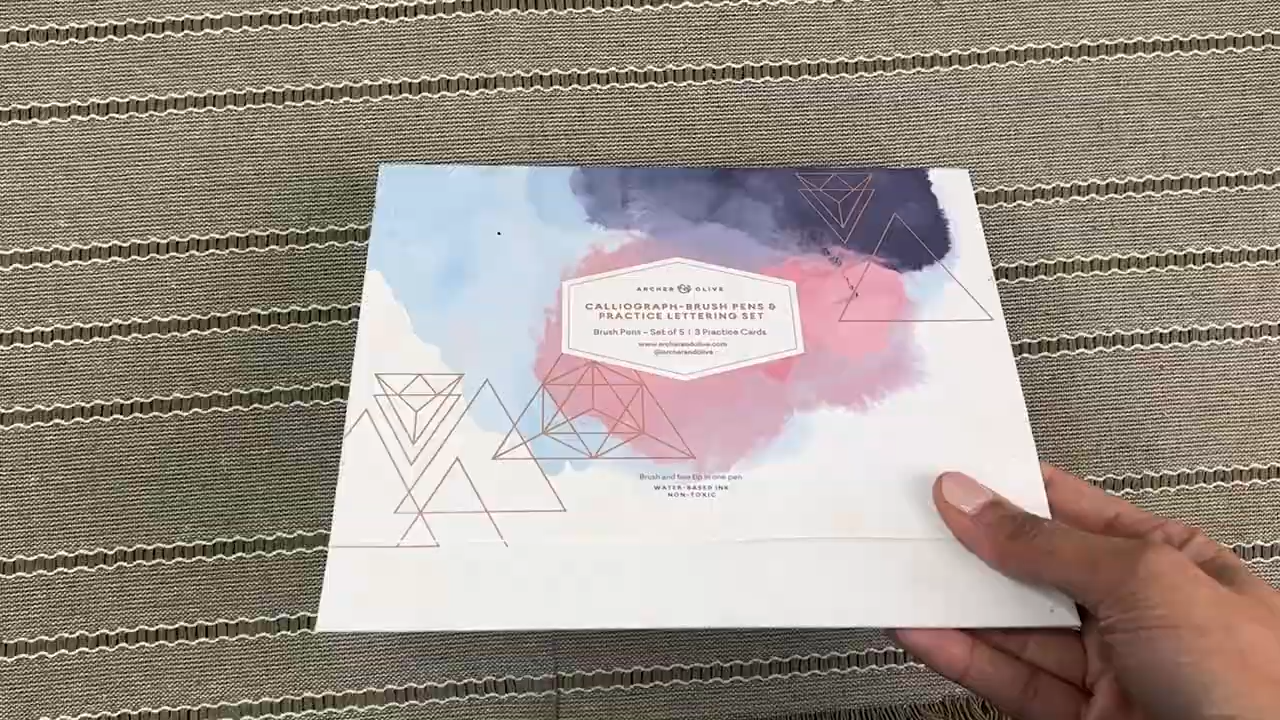 ARCHER OLIVE
CALLIOGRAPH-BRUSH PENS &
PRACTICE LETTERING SET
Brush Pens - Set of 5 | 3 Practice Cards
www.archerandolive.com
@archerandolive
Brush and fine tip in one pen
WATER-BASED INK
NON-TOXIC